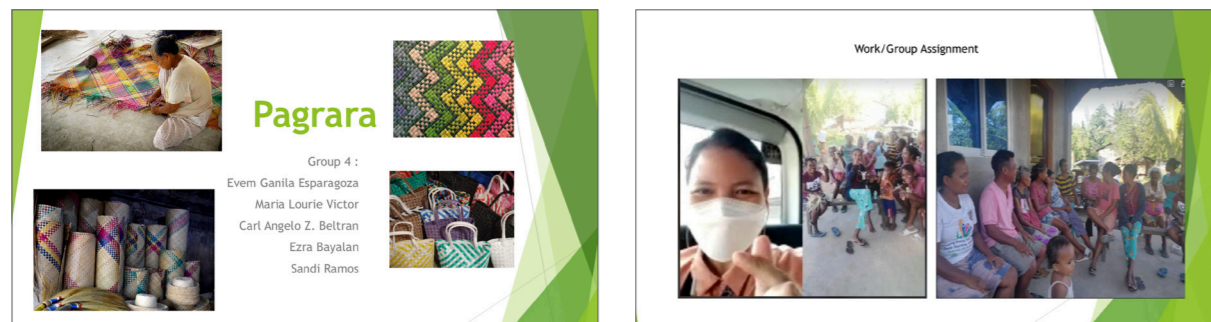 Pagrara
Group 4 :
Evem Ganila Esparagoza
Maria Lourie Victor
Carl Angelo Z. Beltran
Ezra Bayalan
Sandi Ramos
Work/Group Assignment